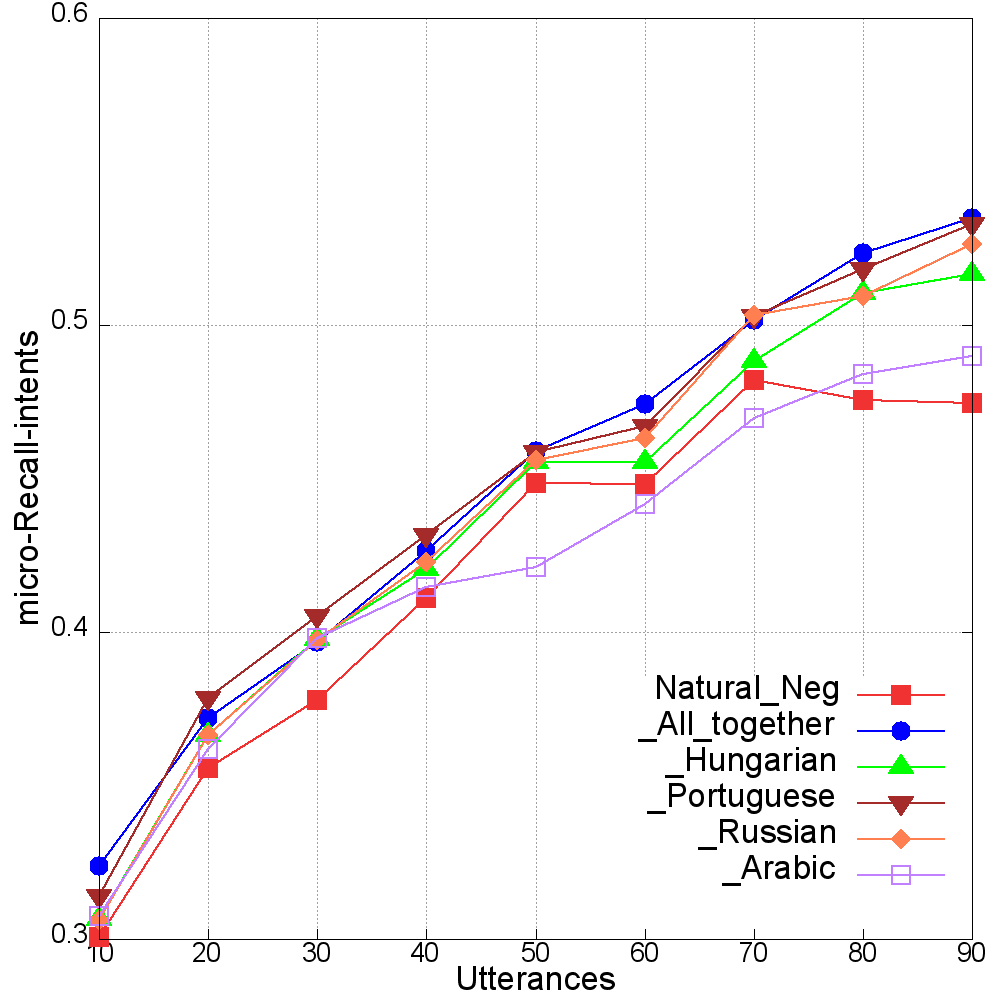 0.6
0.5
0.4
0.3
micro-Recall-intents
Natural_Neg
_All_together
_Hungarian
_Portuguese
_Russian
_Arabic
10 20 30 40 50 60 70 80 90
Utterances